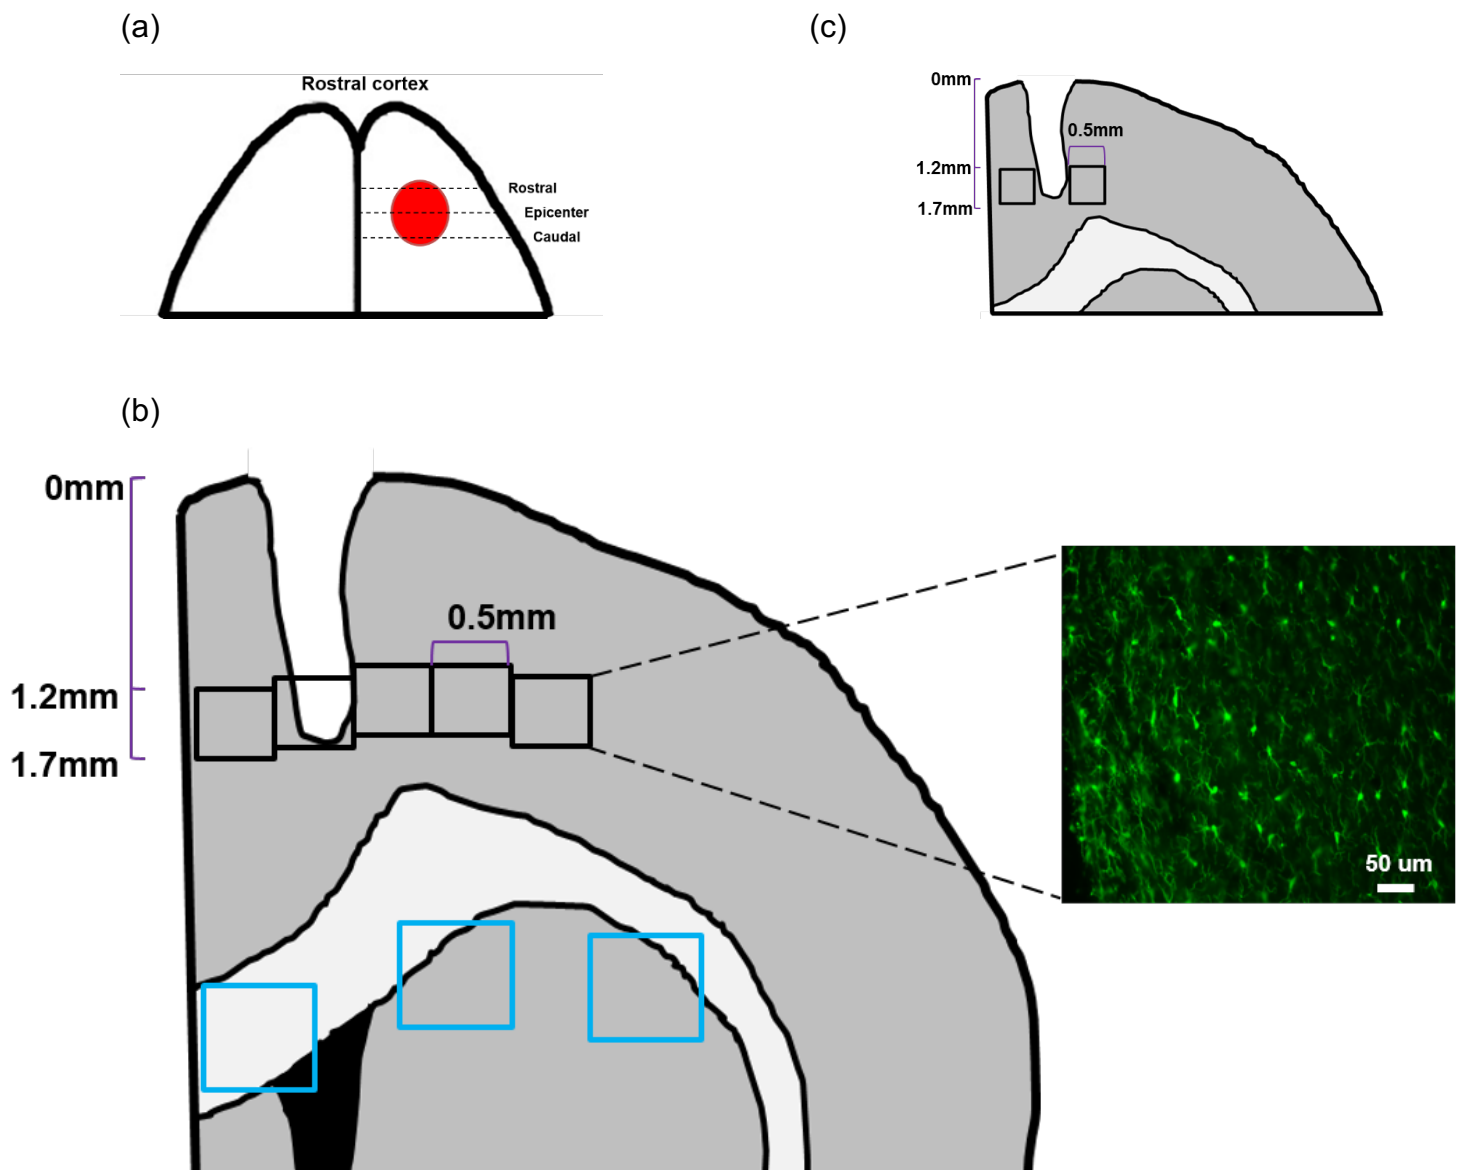 (a)
Rostral cortex
Rostral
Epicenter
Caudal
(c)
0mm
0.5mm
1.2mm
1.7mm
(b)
0mm
0.5mm
1.2mm
1.7mm
50 um